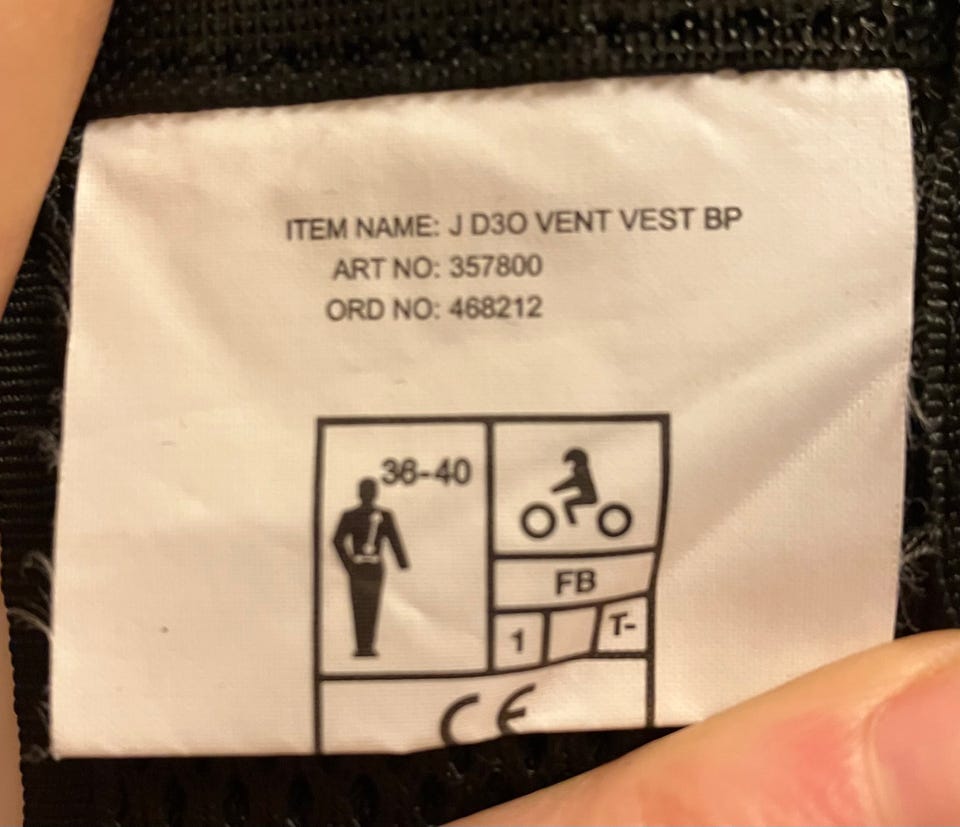 ITEM NAME: J D3O VENT VEST BP
ART NO: 357800
ORD NO: 468212
36-40
FB
1 T-
CE